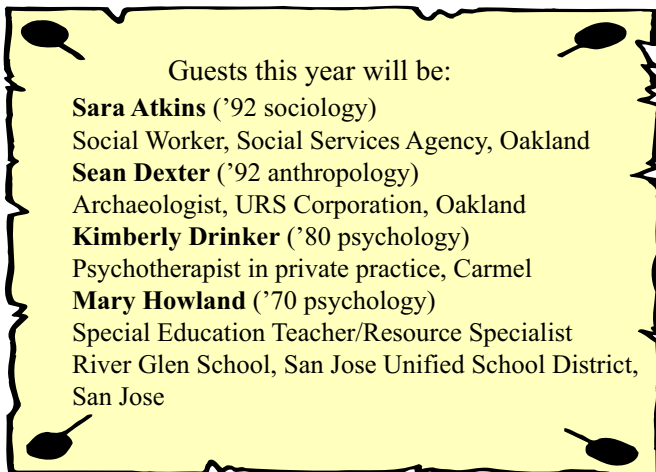 Guests this year will be:
Sara Atkins (’92 sociology)
Social Worker, Social Services Agency, Oakland
Sean Dexter (’92 anthropology)
Archaeologist, URS Corporation, Oakland
Kimberly Drinker (’80 psychology)
Psychotherapist in private practice, Carmel
Mary Howland (’70 psychology)
Special Education Teacher/Resource Specialist
River Glen School, San Jose Unified School District,
San Jose